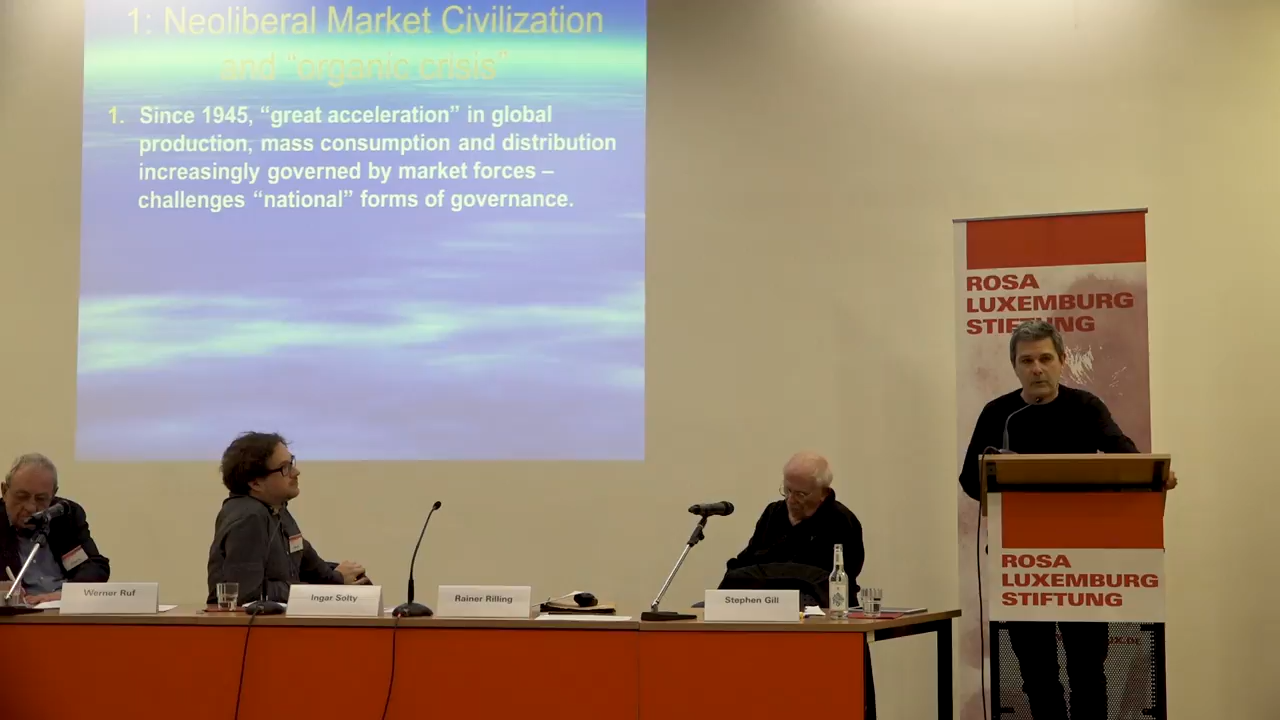 1: Neoliberal Market Civilization
and "organic crisis"
1. Since 1945, "great acceleration" in global
production, mass consumption and distribution
increasingly governed by market forces –
challenges "national" forms of governance.
ROSA
LUXEMBURG
STIFTUNG
ROSA
LUXEMBURG
STIFTUNG
Werner Ruf
Ingar Solty
Rainer Rilling
Stephen Gill